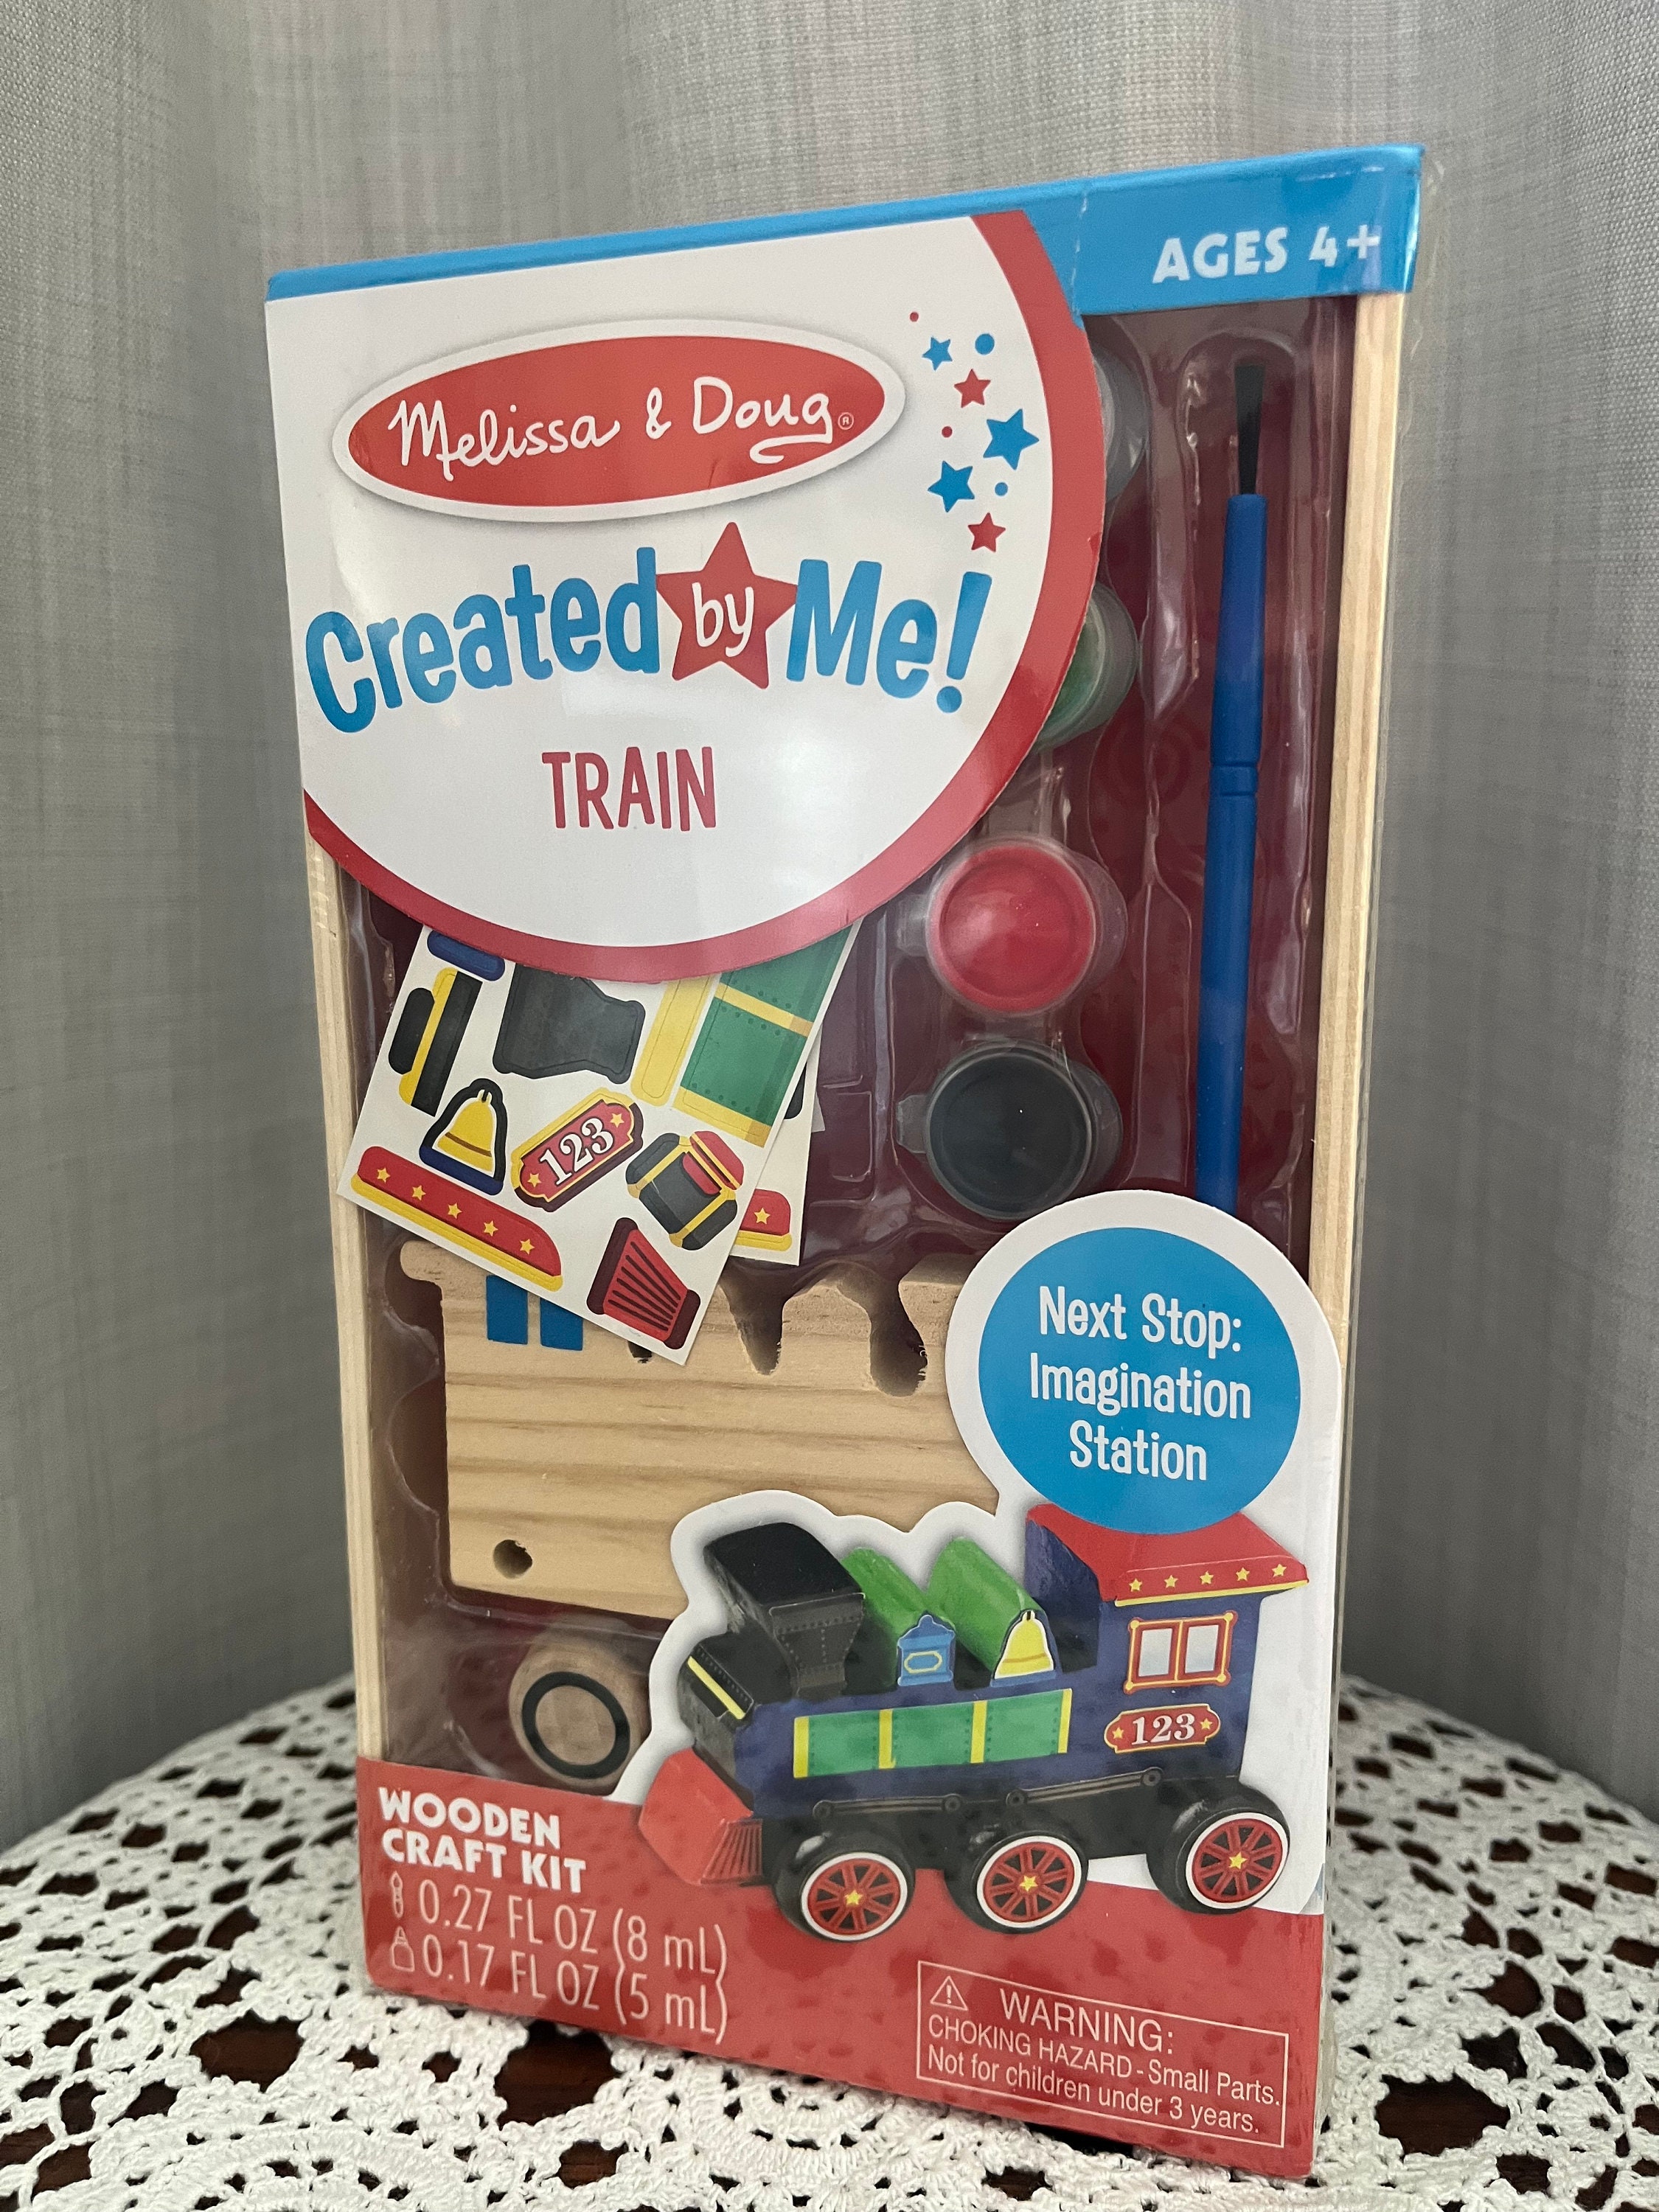 AGES 4+
Melissa & Doug®
Created by Me!
TRAIN
123
Next Stop:
Imagination
Station
123
WOODEN
CRAFT KIT
0.27 FL OZ (8 mL)
0.17 FL OZ (5 mL)
WARNING:
CHOKING HAZARD - Small Parts.
Not for children under 3 years.